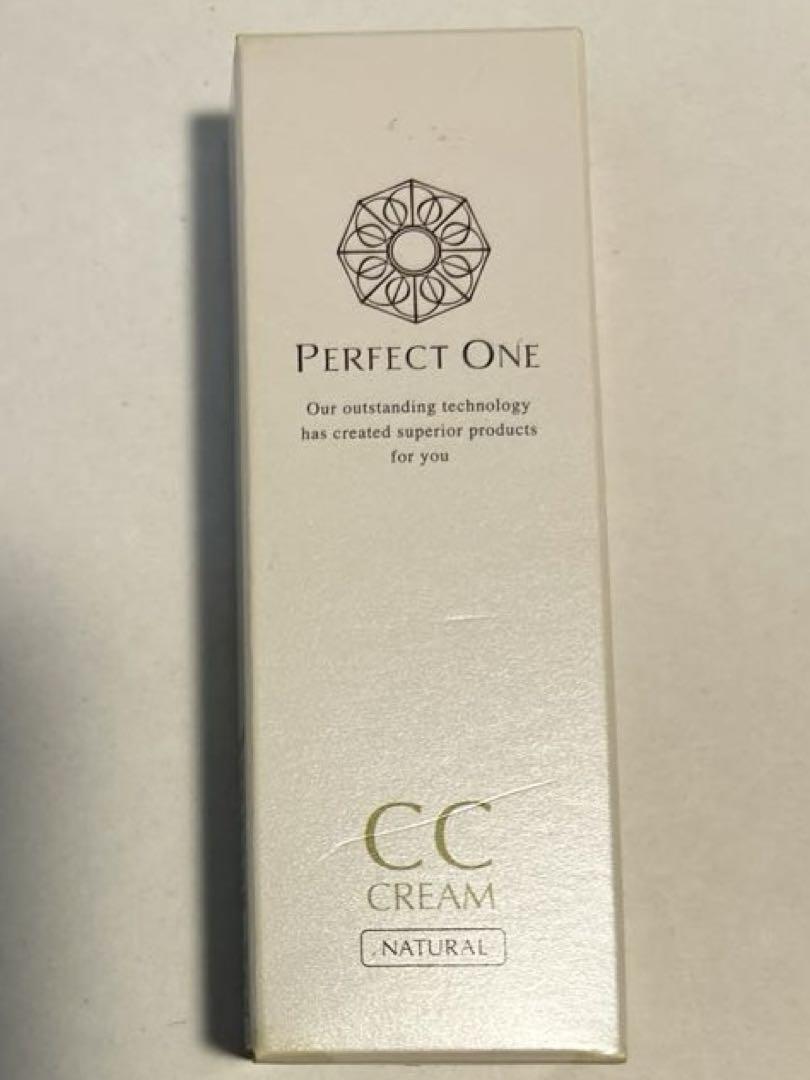 PERFECT ONE
Our outstanding technology
has created superior products
for you
CC
CREAM
NATURAL